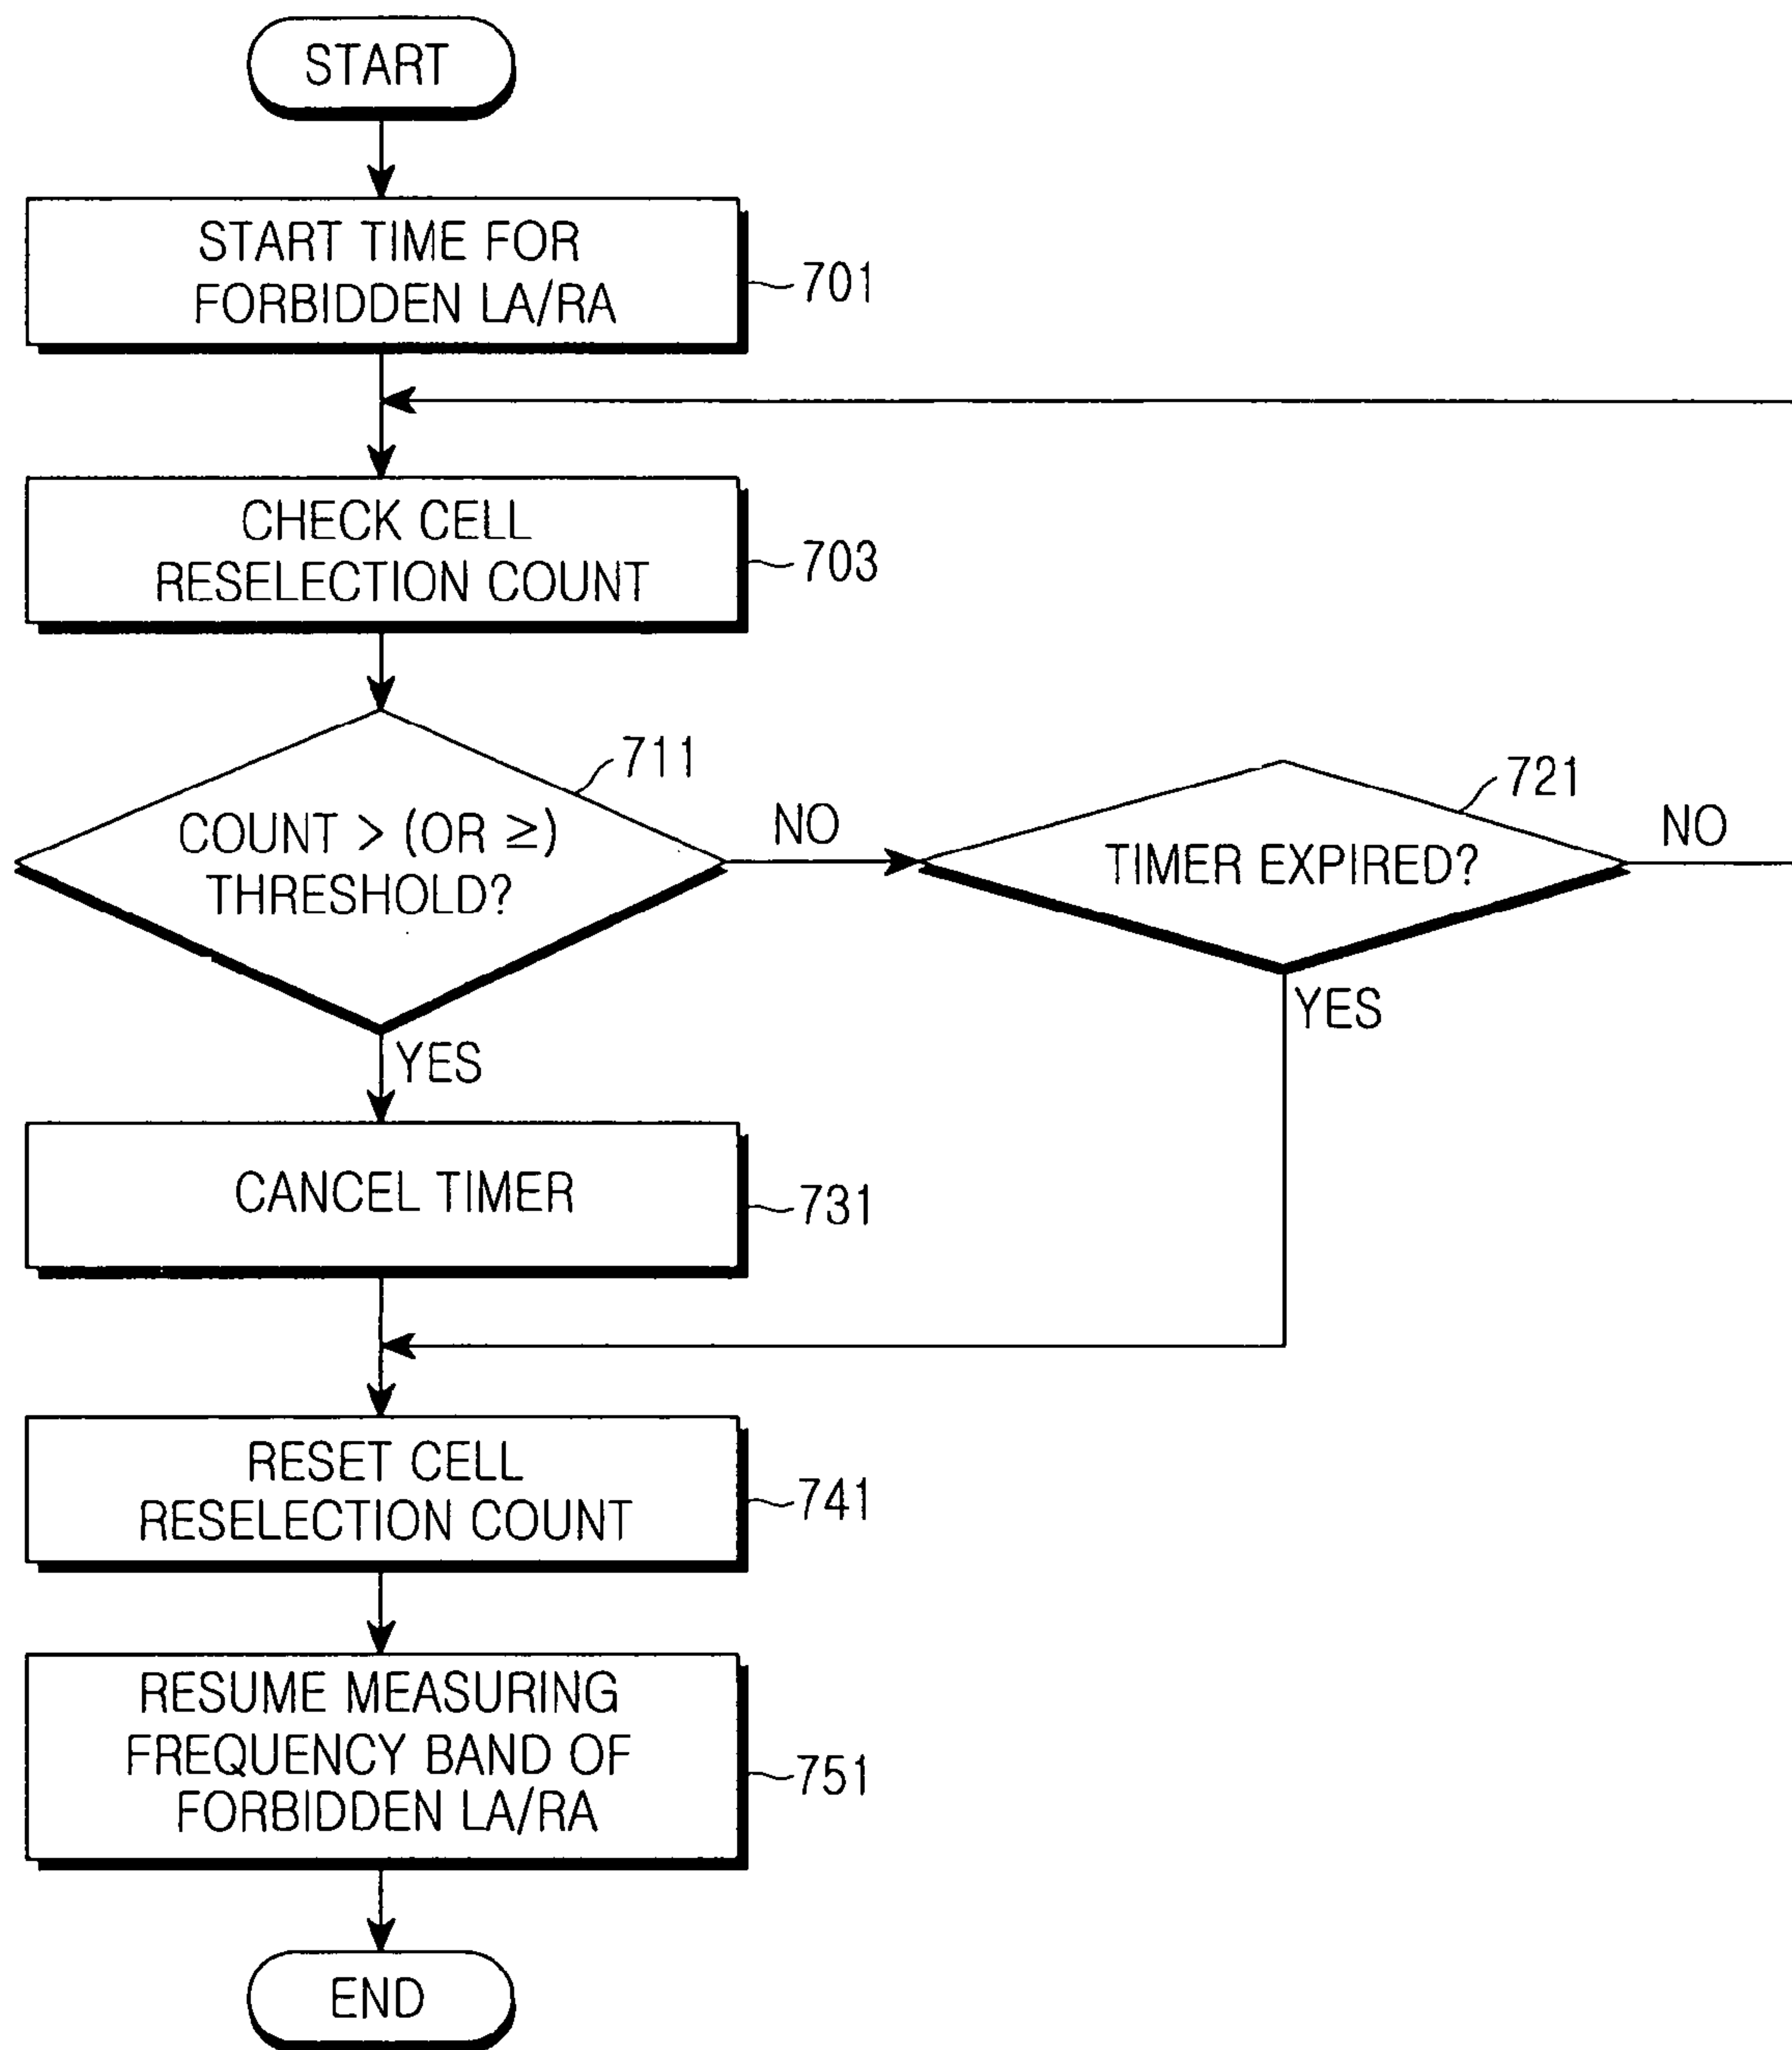 START
START TIME FOR
FORBIDDEN LA/RA
701
CHECK CELL
RESELECTION COUNT
703
711
COUNT > (OR ≥)
THRESHOLD?
NO
721
TIMER EXPIRED?
NO
YES
YES
CANCEL TIMER
731
RESET CELL
RESELECTION COUNT
741
RESUME MEASURING
FREQUENCY BAND OF
FORBIDDEN LA/RA
751
END